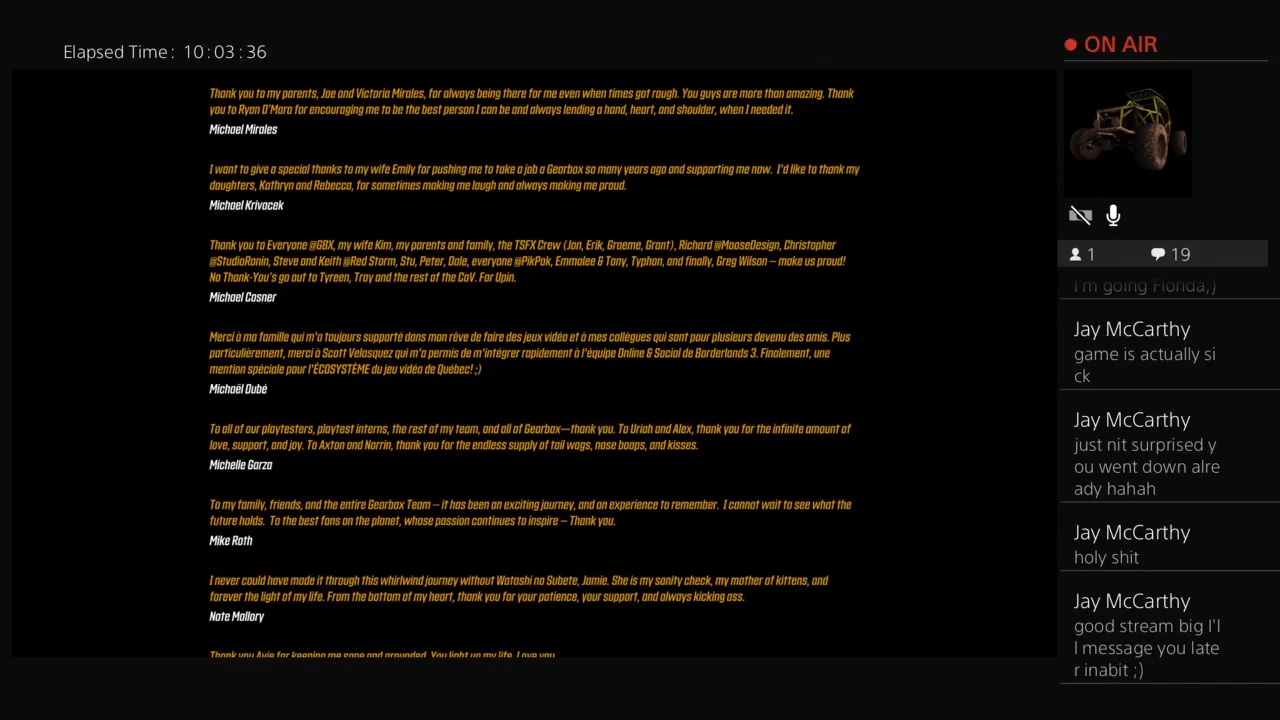 Elapsed Time: 10:03:36
ON AIR
Thank you to my parents, Joe and Victoria Miroles, for always being there for me even when times got rough. You guys are more than amazing. Thank
you to Ryan O'Mara for encouraging me to be the best person I can be and always lending a hand, heart, and shoulder, when I needed it.
Michael Miroles
I want to give a special thanks to my wife Emily for pushing me to take a job a Gearbox so many years ago and supporting me now. I'd like to thank my
daughters, Kathryn and Rebecca, for sometimes making me laugh and always making me proud.
Michael Krivacek
Thank you to Everyone @GBX, my wife Kim, my parents and family, the TSFX Crew (Jon, Erik, Graeme, Grant), Richard @MooseDesign, Christopher
@StudioRonin, Steve and Keith @Red Storm, Stu, Peter, Dale, everyone @PikPok, Emmalee & Tony, Typhon, and finally, Greg Wilson – make us proud!
No Thank-You's go out to Tyreen, Troy and the rest of the CoV. For Upin.
Michael Cosner
Merci à ma famille qui m'a toujours supporté dans mon rêve de faire des jeux vidéo et à mes collègues qui sont pour plusieurs devenu des amis. Plus
particulièrement, merci à Scott Velasquez qui m'a permis de m'intégrer rapidement à l'équipe Online & Social de Borderlands 3. Finalement, une
mention spéciale pour l'ÉCOSYSTÈME du jeu vidéo de Québec! ;)
Michaël Dubé
To all of our playtesters, playtest interns, the rest of my team, and all of Gearbox—thank you. To Uriah and Alex, thank you for the infinite amount of
love, support, and joy. To Axton and Norrin, thank you for the endless supply of tail wags, nose boops, and kisses.
Michelle Garza
To my family, friends, and the entire Gearbox Team – it has been an exciting journey, and an experience to remember. I cannot wait to see what the
future holds. To the best fans on the planet, whose passion continues to inspire – Thank you.
Mike Roth
I never could have made it through this whirlwind journey without Watashi no Subete, Jamie. She is my sanity check, my mother of kittens, and
forever the light of my life. From the bottom of my heart, thank you for your patience, your support, and always kicking ass.
Nate Mallory
Thank you Avie for keeping me sane and grounded. You light up my life. Love you
1 19
I'm going Florida;)
Jay McCarthy
game is actually si
ck
Jay McCarthy
just nit surprised y
ou went down alre
ady hahah
Jay McCarthy
holy shit
Jay McCarthy
good stream big I'l
l message you late
r inabit ;)